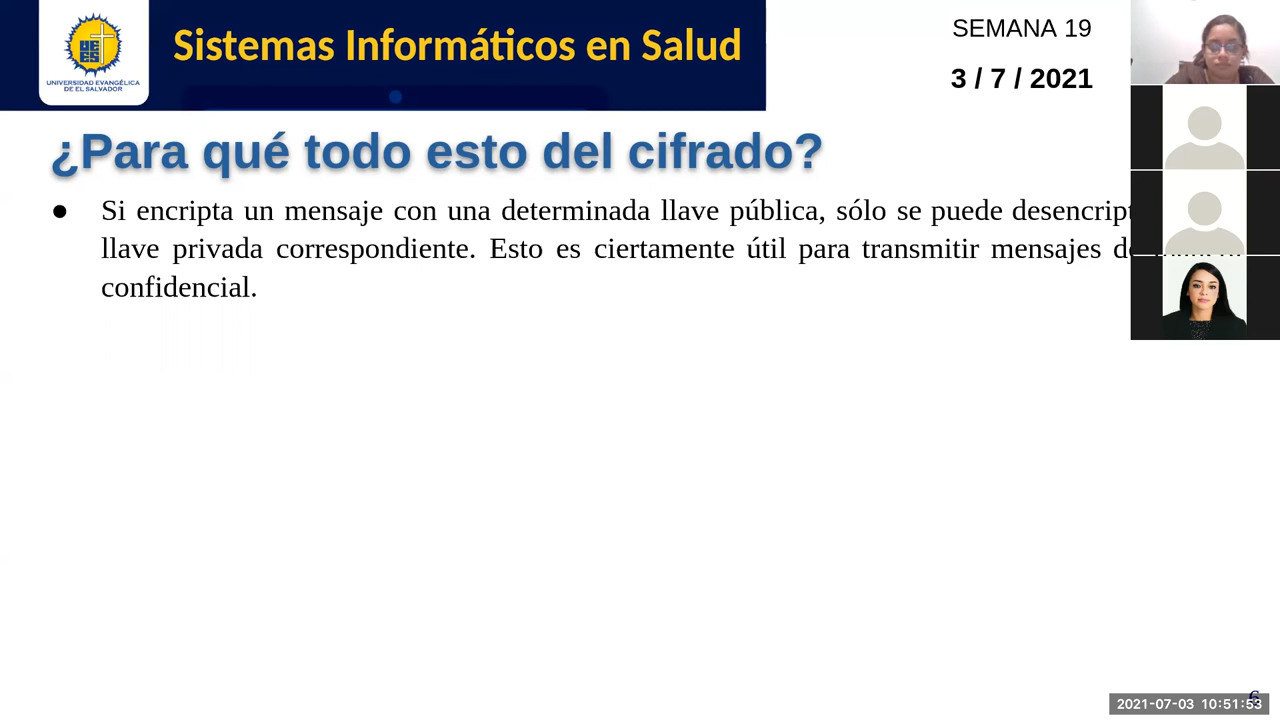 Sistemas Informáticos en Salud
UNIVERSIDAD EVANGÉLICA
DE EL SALVADOR
SEMANA 19
3 / 7 / 2021
¿Para qué todo esto del cifrado?
● Si encripta un mensaje con una determinada llave pública, sólo se puede
llave privada correspondiente. Esto es ciertamente útil para transmitir mensajes
confidencial.
6
2021-07-03 10:51:53